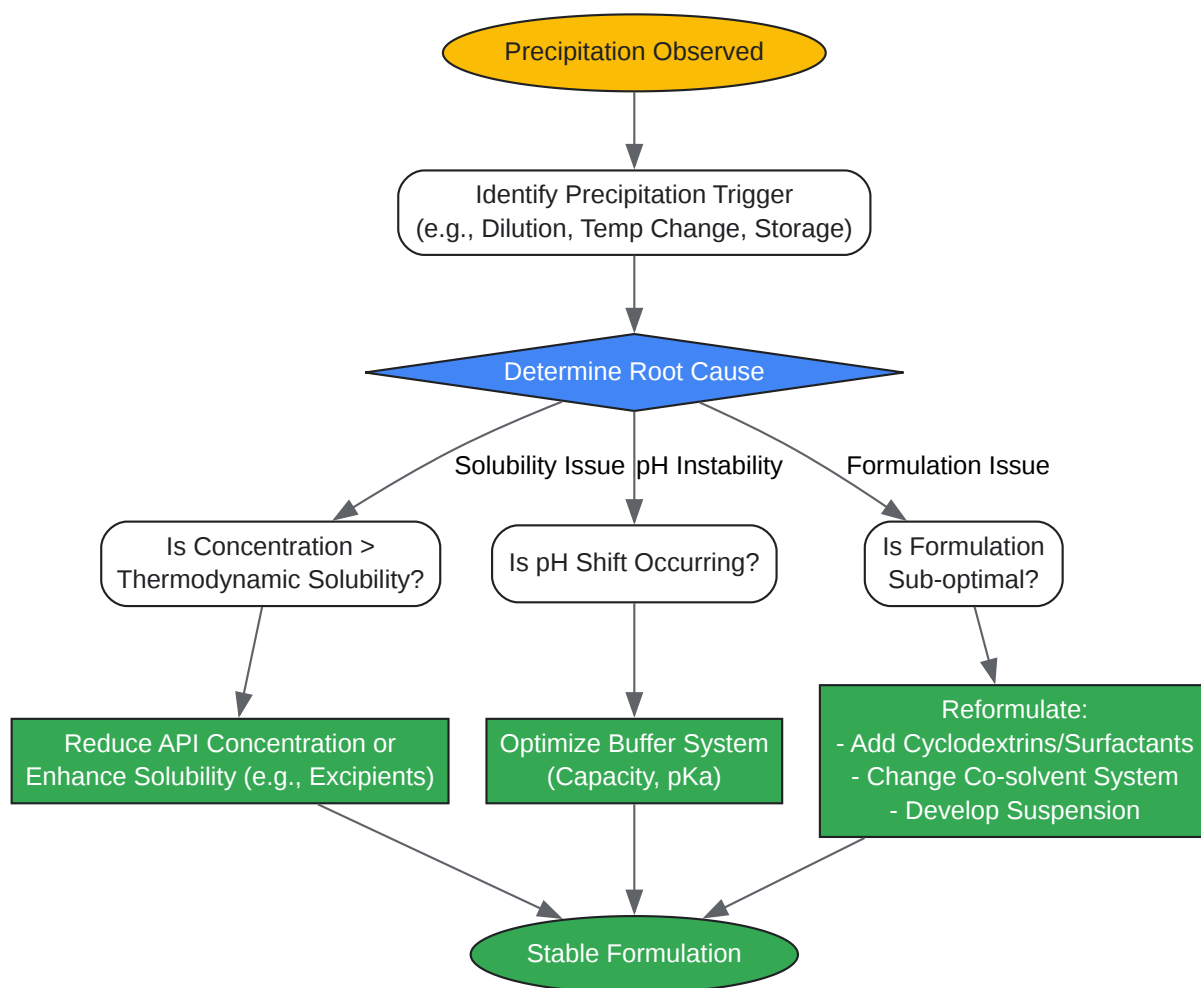 Precipitation Observed
Identify Precipitation Trigger
(e.g., Dilution, Temp Change, Storage)
Determine Root Cause
Solubility Issue
pH Instability
Formulation Issue
Is Concentration >
Thermodynamic Solubility?
Is pH Shift Occurring?
Is Formulation
Sub-optimal?
Reduce API Concentration or
Enhance Solubility (e.g., Excipients)
Optimize Buffer System
(Capacity, pKa)
Reformulate:
- Add Cyclodextrins/Surfactants
- Change Co-solvent System
- Develop Suspension
Stable Formulation